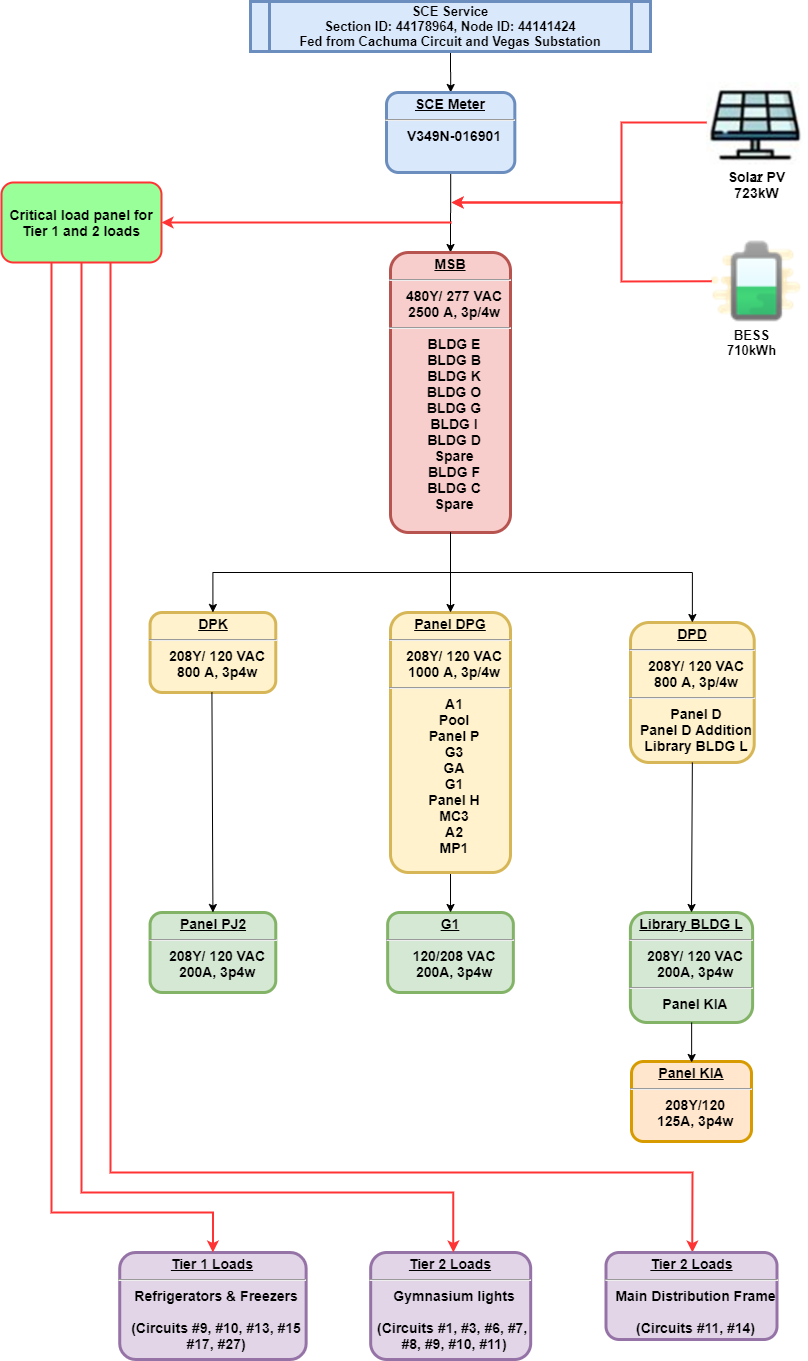 SCE Service
Section ID: 44178964, Node ID: 44141424
Fed from Cachuma Circuit and Vegas Substation
SCE Meter
V349N-016901
Solar PV
723kW
Critical load panel for
Tier 1 and 2 loads
BESS
710kWh
MSB
480Y/ 277 VAC
2500 A, 3p/4w
BLDG E
BLDG B
BLDG K
BLDG O
BLDG G
BLDG I
BLDG D
Spare
BLDG F
BLDG C
Spare
DPK
208Y/ 120 VAC
800 A, 3p4w
Panel DPG
208Y/ 120 VAC
1000 A, 3p/4w
A1
Pool
Panel P
G3
GA
G1
Panel H
MC3
A2
MP1
DPD
208Y/ 120 VAC
800 A, 3p/4w
Panel D
Panel D Addition
Library BLDG L
Panel PJ2
208Y/ 120 VAC
200A, 3p4w
G1
120/208 VAC
200A, 3p4w
Library BLDG L
208Y/ 120 VAC
200A, 3p4w
Panel KIA
Panel KIA
208Y/120
125A, 3p4w
Tier 1 Loads
Refrigerators & Freezers
(Circuits #9, #10, #13, #15
#17, #27)
Tier 2 Loads
Gymnasium lights
(Circuits #1, #3, #6, #7,
#8, #9, #10, #11)
Tier 2 Loads
Main Distribution Frame
(Circuits #11, #14)